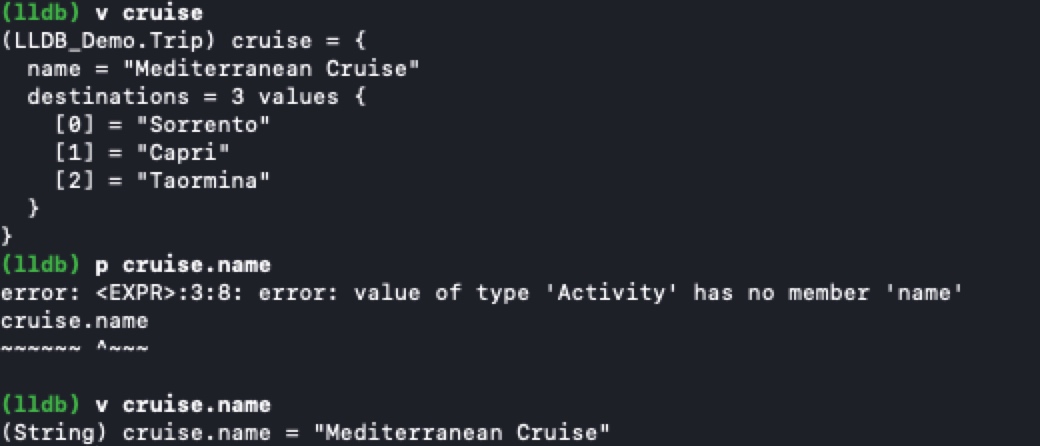 (lldb) v cruise
(LLDB_Demo.Trip) cruise = {
  name = "Mediterranean Cruise"
  destinations = 3 values {
    [0] = "Sorrento"
    [1] = "Capri"
    [2] = "Taormina"
  }
}
(lldb) p cruise.name
error: <EXPR>:3:8: error: value of type 'Activity' has no member 'name'
cruise.name
~~~~~~ ^~~~
(lldb) v cruise.name
(String) cruise.name = "Mediterranean Cruise"